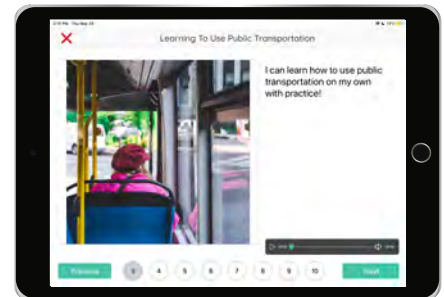 Learning To Use Public Transportation
I can learn how to use public
transportation on my own
with practice!
Previous 3 4 5 6 7 8 9 10 Next